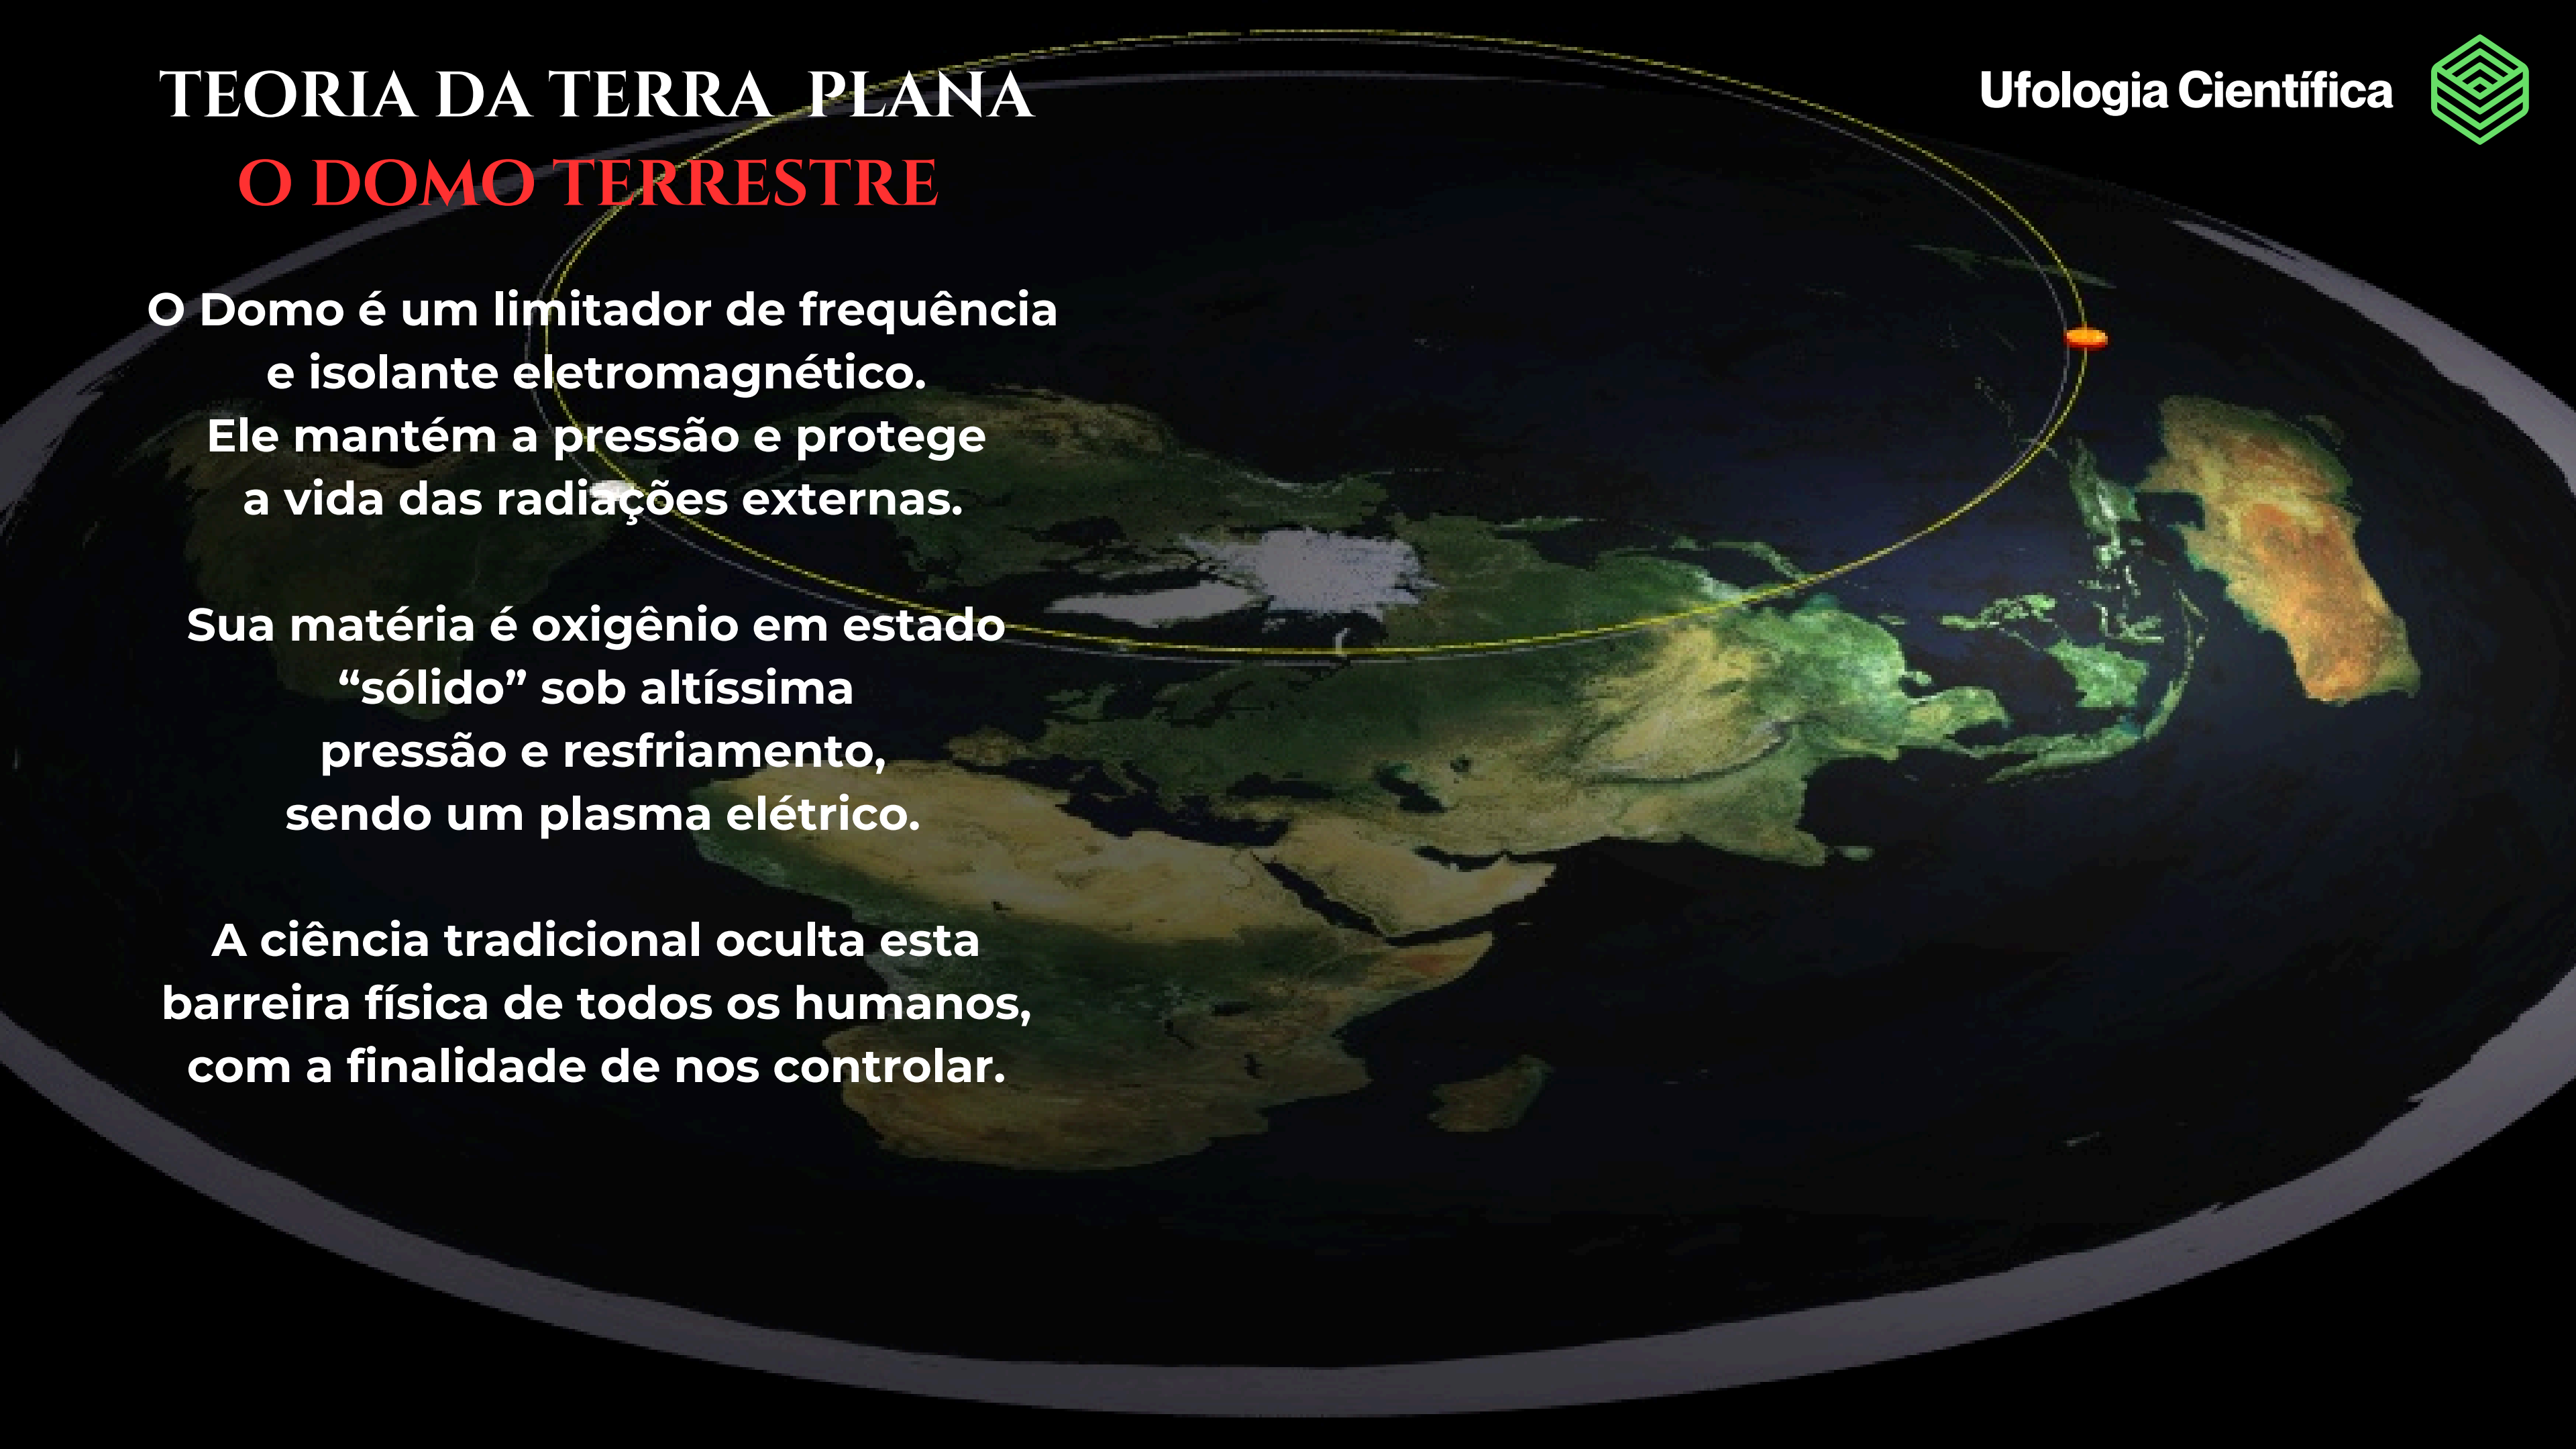 TEORIA DA TERRA PLANA
O DOMO TERRESTRE
Ufologia Científica
O Domo é um limitador de frequência
e isolante eletromagnético.
Ele mantém a pressão e protege
a vida das radiações externas.
Sua matéria é oxigênio em estado
“sólido” sob altíssima
pressão e resfriamento,
sendo um plasma elétrico.
A ciência tradicional oculta esta
barreira física de todos os humanos,
com a finalidade de nos controlar.